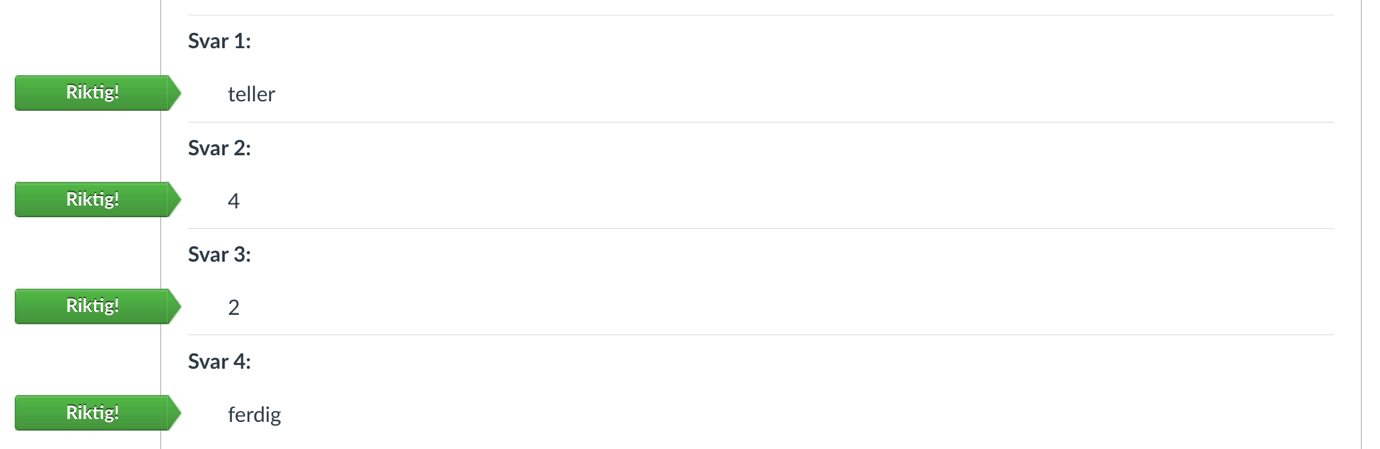 Svar 1:
Riktig!
teller
Svar 2:
Riktig!
4
Svar 3:
Riktig!
2
Svar 4:
Riktig!
ferdig